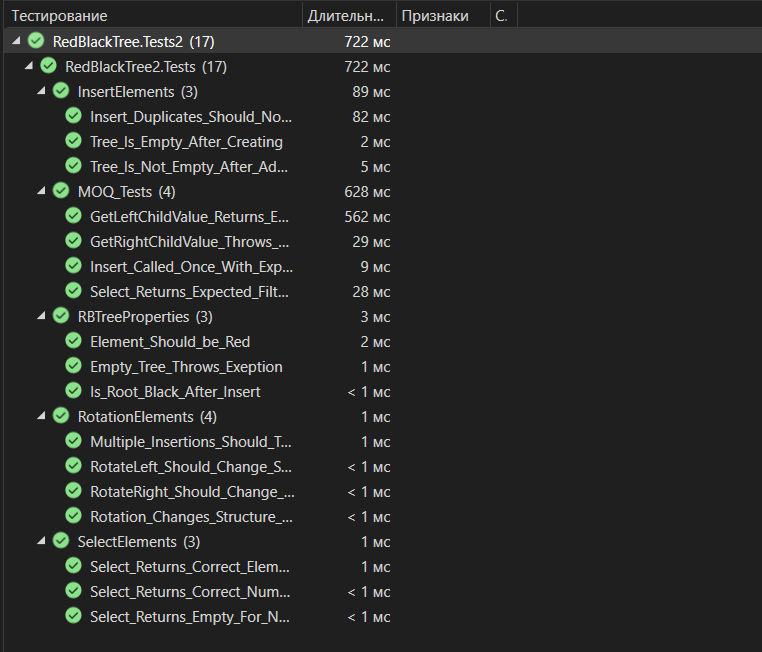 Тестирование Длительн... Признаки С.
RedBlackTree.Tests2 (17) 722 мс
RedBlackTree2.Tests (17) 722 мс
InsertElements (3) 89 мс
Insert_Duplicates_Should_No... 82 мс
Tree_Is_Empty_After_Creating 2 мс
Tree_Is_Not_Empty_After_Ad... 5 мс
MOQ_Tests (4) 628 мс
GetLeftChildValue_Returns_E... 562 мс
GetRightChildValue_Throws_... 29 мс
Insert_Called_Once_With_Exp... 9 мс
Select_Returns_Expected_Filt... 28 мс
RBTreeProperties (3) 3 мс
Element_Should_be_Red 2 мс
Empty_Tree_Throws_Exeption 1 мс
Is_Root_Black_After_Insert < 1 мс
RotationElements (4) 1 мс
Multiple_Insertions_Should_T... 1 мс
RotateLeft_Should_Change_S... < 1 мс
RotateRight_Should_Change_... < 1 мс
Rotation_Changes_Structure_... < 1 мс
SelectElements (3) 1 мс
Select_Returns_Correct_Elem... 1 мс
Select_Returns_Correct_Num... < 1 мс
Select_Returns_Empty_For_N... < 1 мс